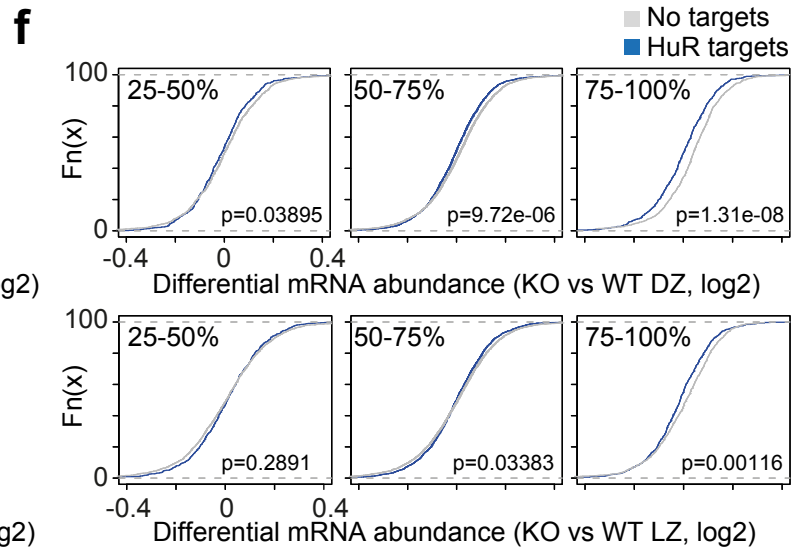 f
No targets
HuR targets
100
25-50%
50-75%
75-100%
Fn(x)
p=0.03895
p=9.72e-06
p=1.31e-08
0
-0.4
0
0.4
g2)
Differential mRNA abundance (KO vs WT DZ, log2)
100
25-50%
50-75%
75-100%
Fn(x)
p=0.2891
p=0.03383
p=0.00116
0
-0.4
0
0.4
g2)
Differential mRNA abundance (KO vs WT LZ, log2)